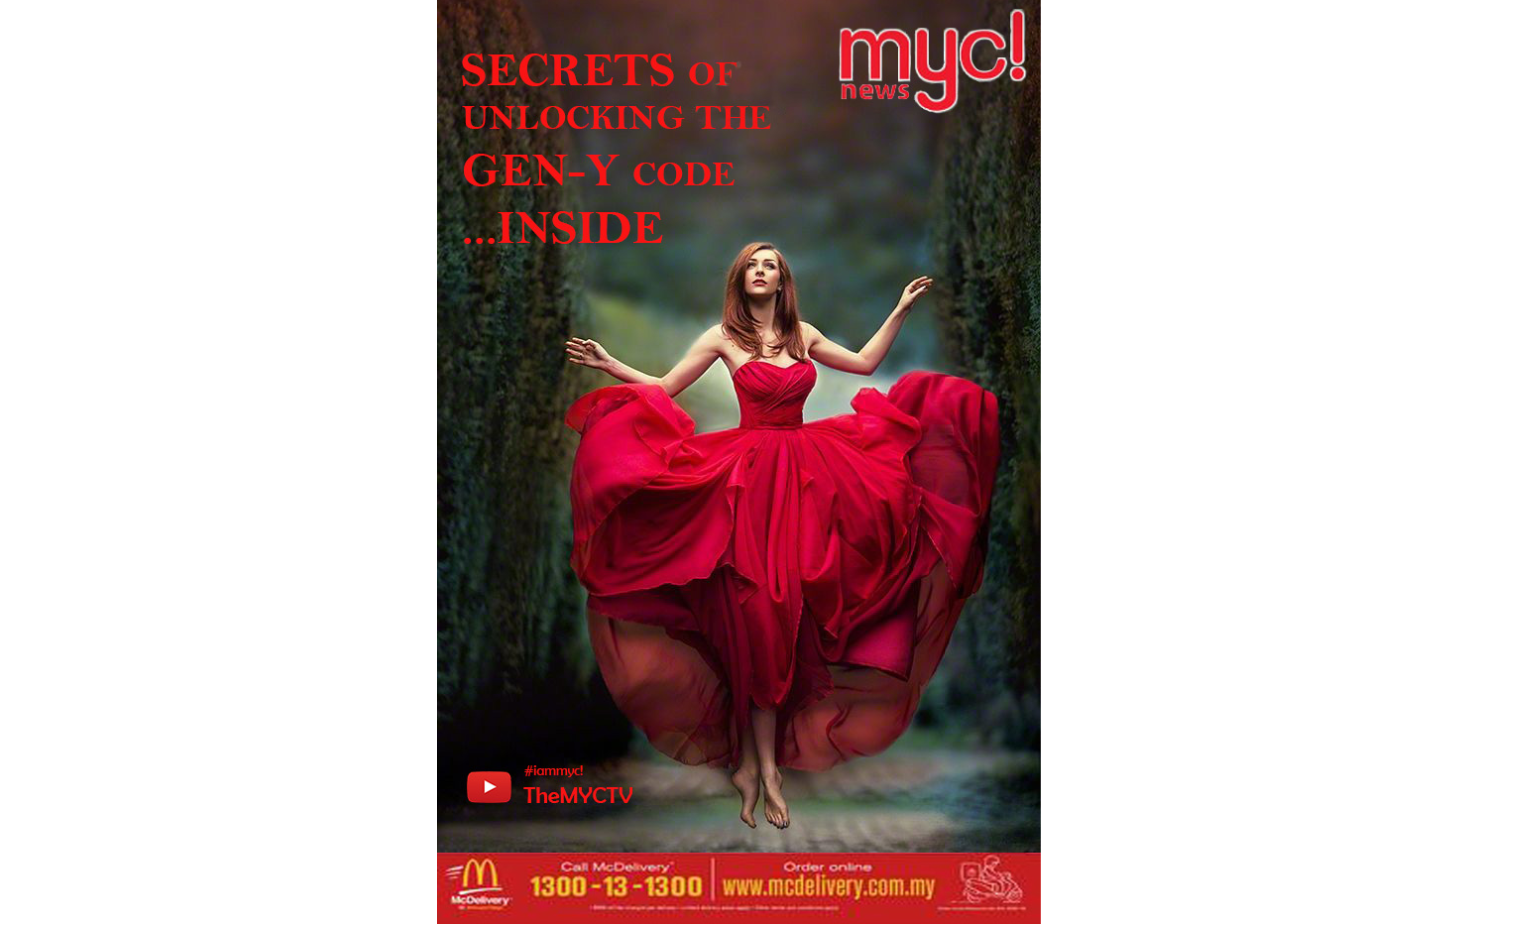 myc!
news
SECRETS OF
UNLOCKING THE
GEN-Y CODE
...INSIDE
#iammyc!
TheMYCTV
McDelivery
Call McDelivery™
1300-13-1300
Order online
www.mcdelivery.com.my